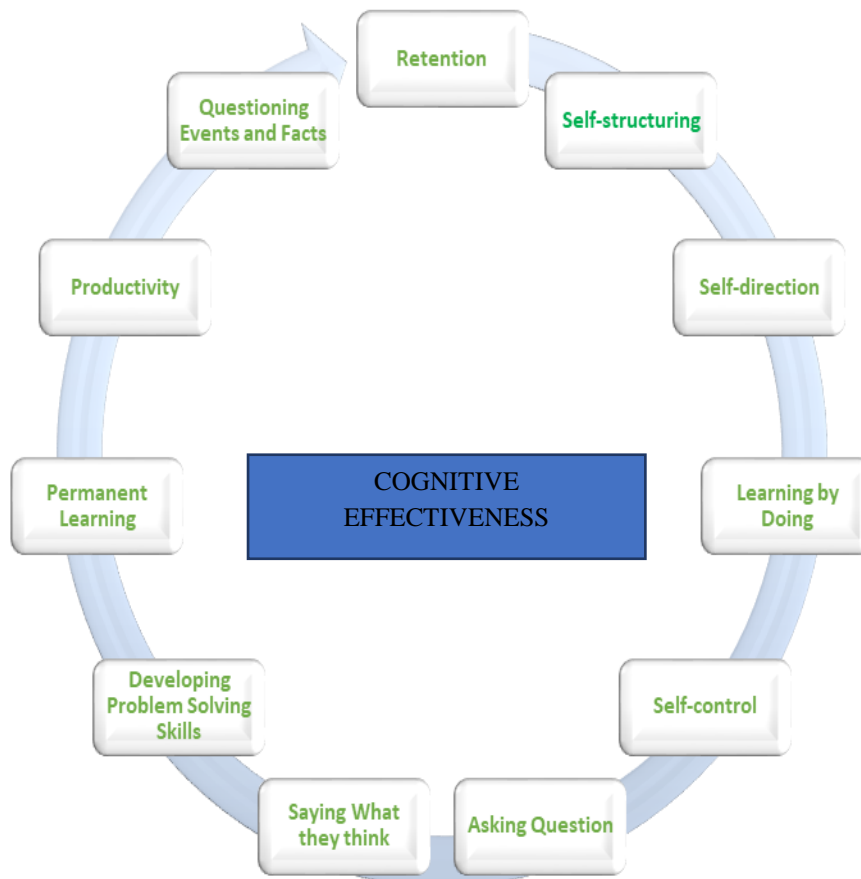 Retention
Self-structuring
Self-direction
Learning by
Doing
Self-control
Asking Question
Saying What
they think
Developing
Problem Solving
Skills
Permanent
Learning
Productivity
Questioning
Events and Facts
COGNITIVE
EFFECTIVENESS